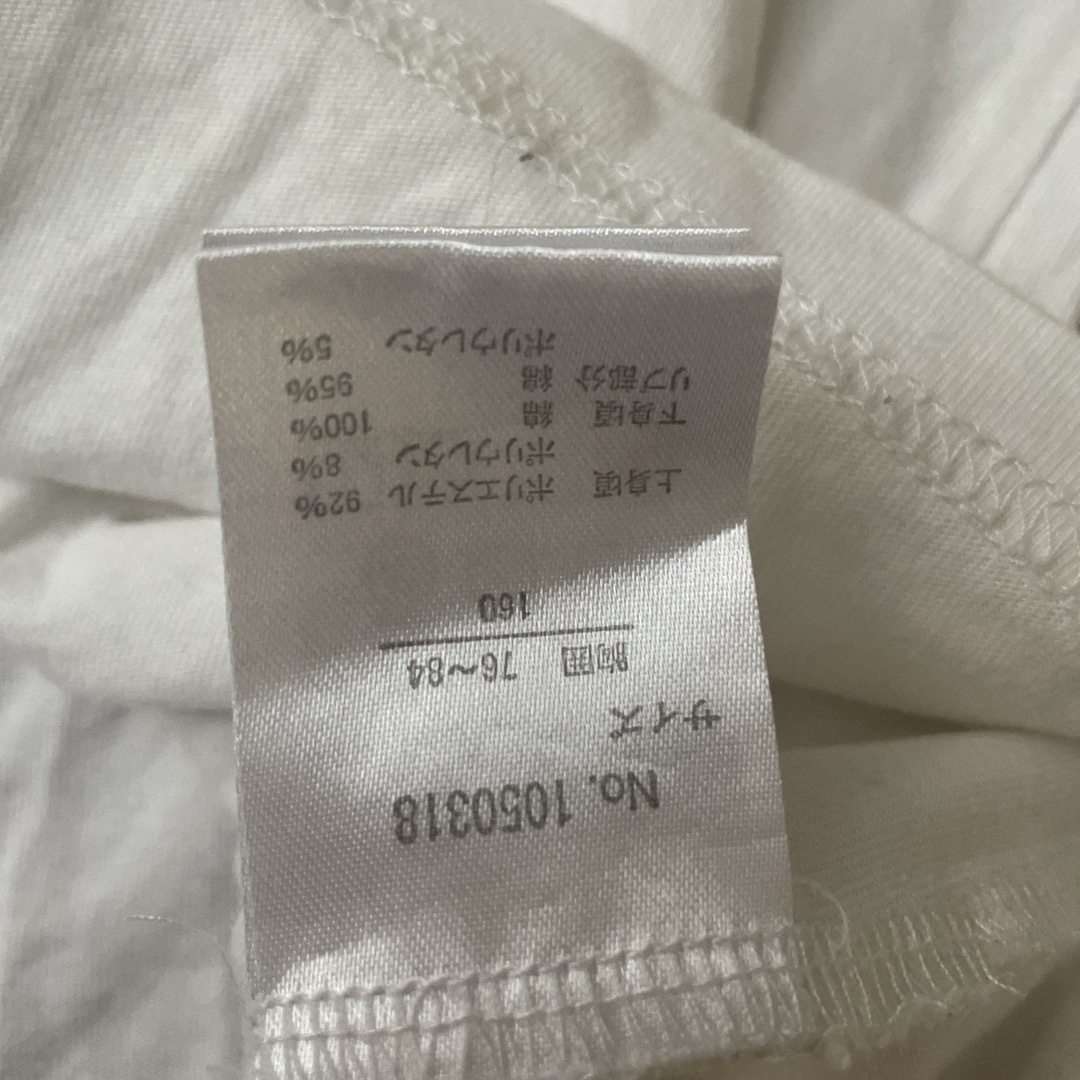 No. 1050318
サイズ
胸囲 76～84
160
上身頃 ポリエステル 92%
ポリウレタン 8%
下身頃 綿 100%
リブ部分 綿 95%
ポリウレタン 5%